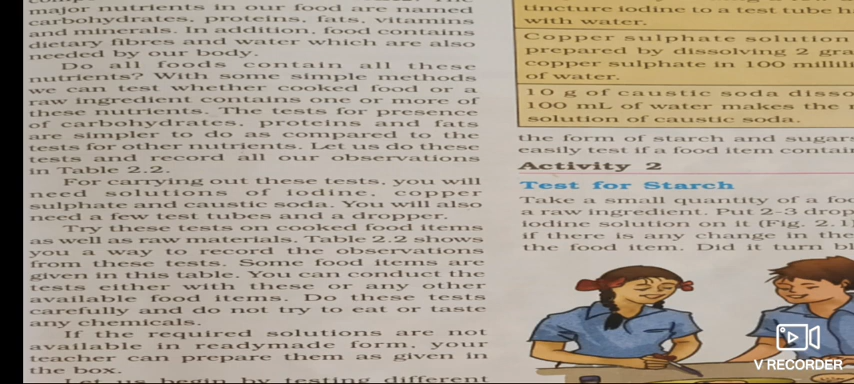 major nutrients in our food are named
carbohydrates, proteins, fats, vitamins
and minerals. In addition, food contains
dietary fibres and water which are also
needed by our body.
Do all foods contain all these
nutrients? With some simple methods
we can test whether cooked food or a
raw ingredient contains one or more of
these nutrients. The tests for presence
of carbohydrates, proteins and fats
are simpler to do as compared to the
tests for other nutrients. Let us do these
tests and record all our observations
in Table 2.2.
For carrying out these tests, you will
need solutions of iodine, copper
sulphate and caustic soda. You will also
need a few test tubes and a dropper.
Try these tests on cooked food items
as well as raw materials. Table 2.2 shows
you a way to record the observations
from these tests. Some food items are
given in this table. You can conduct the
tests either with these or any other
available food items. Do these tests
carefully and do not try to eat or taste
any chemicals.
If the required solutions are not
available in readymade form, your
teacher can prepare them as given in
the box.
Let us begin by testing different
tincture iodine to a test tube
with water.
Copper sulphate solution
prepared by dissolving 2
copper sulphate in 100
of water.
10 g of caustic soda
100 mL of water makes the
solution of caustic soda.
the form of starch and sugars
easily test if a food item
Activity 2
Test for Starch
Take a small quantity of a
a raw ingredient. Put 2-3
iodine solution on it (Fig. 2.1
if there is any change in the
the food item. Did it turn
V RECORDER